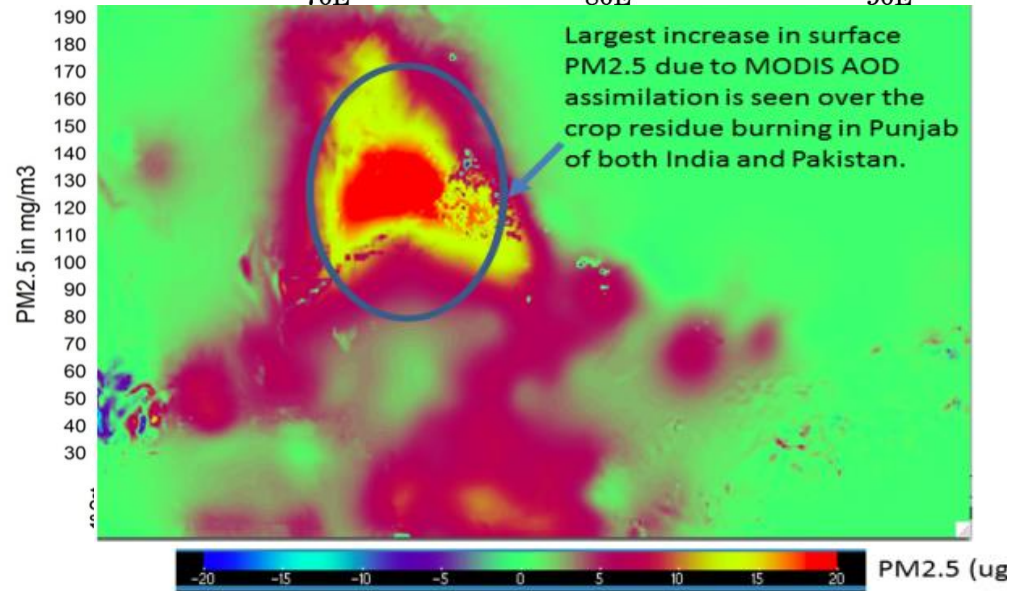 190
180
170
160
150
140
130
120
110
100
90
80
70
60
50
40
30
PM2.5 in mg/m3
Largest increase in surface
PM2.5 due to MODIS AOD
assimilation is seen over the
crop residue burning in Punjab
of both India and Pakistan.
-20 -15 -10 -5 0 5 10 15 20
PM2.5 (ug